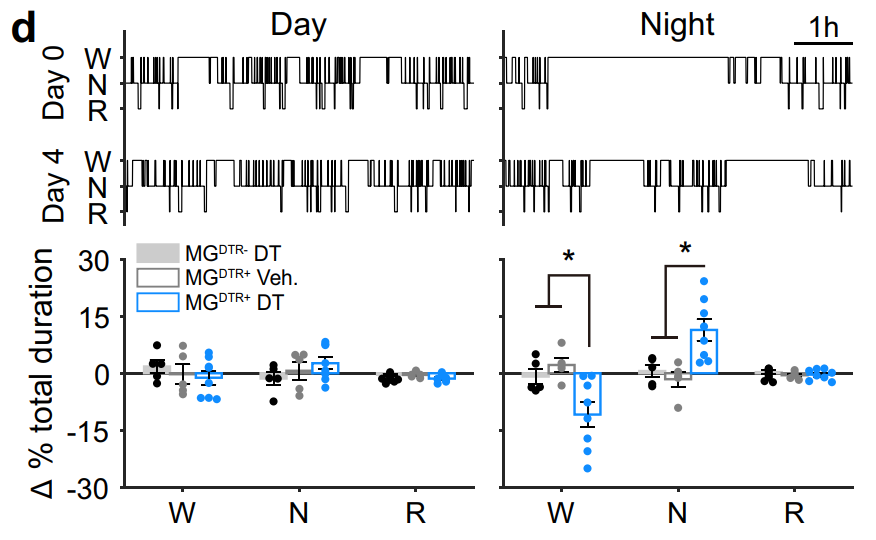 d
Day
Night
1h
Day 0
W
N
R
Day 4
W
N
R
Δ % total duration
30
15
0
-15
-30
MGDTR- DT
MGDTR+ Veh.
MGDTR+ DT
*
*
W N R
W N R